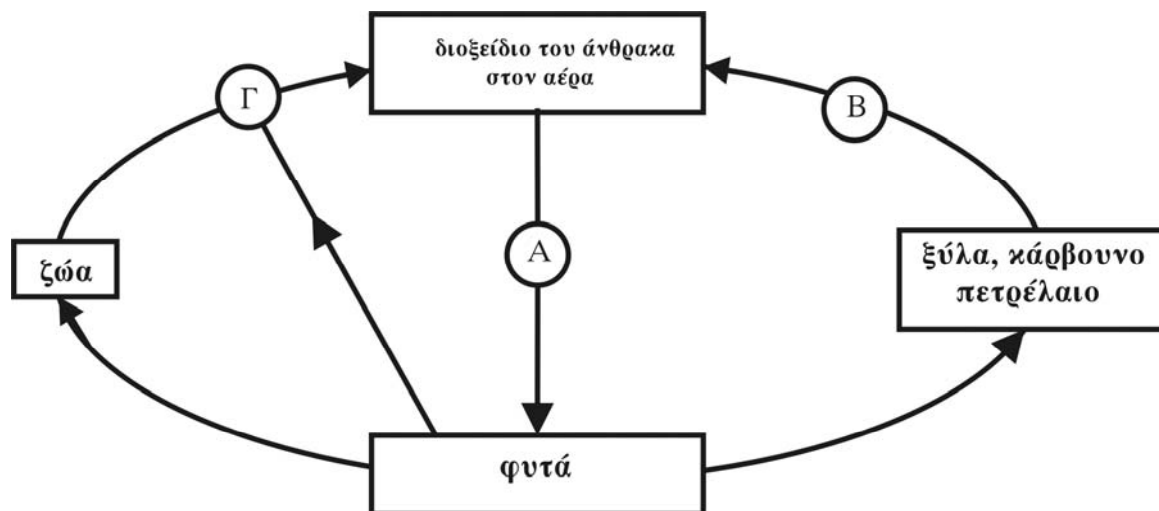 διοξείδιο του άνθρακα
στον αέρα
Γ
Β
Α
ζώα
ξύλα, κάρβουνο
πετρέλαιο
φυτά